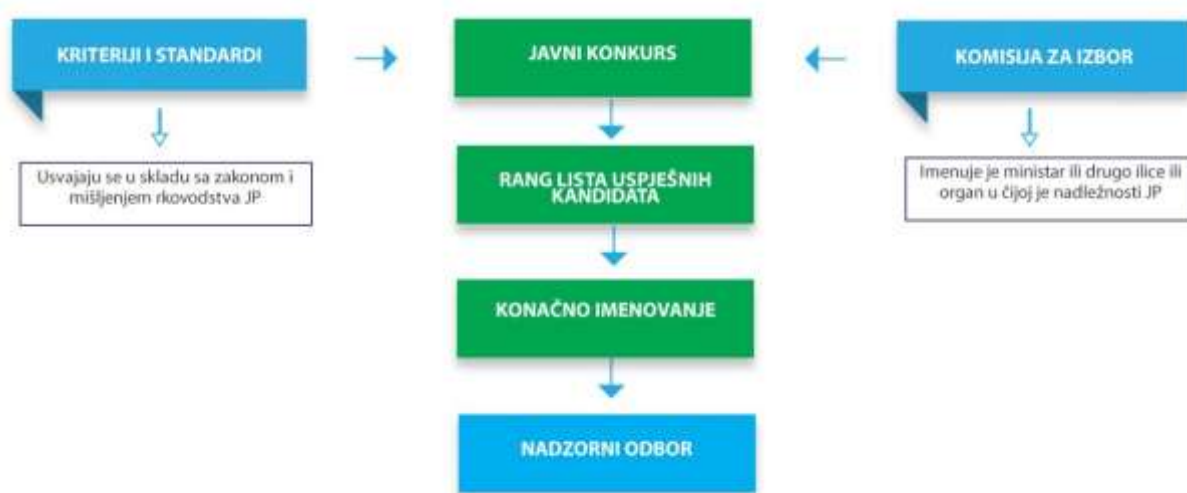 KRITERIJI I STANDARDI
JAVNI KONKURS
KOMISIJA ZA IZBOR
Usvajaju se u skladu sa zakonom i
mišljenjem rkovodstva JP
RANG LISTA USPJEŠNIH
KANDIDATA
Imenuje je ministar ili drugo ilice ili
organ u čijoj je nadležnosti JP
KONAČNO IMENOVANJE
NADZORNI ODBOR